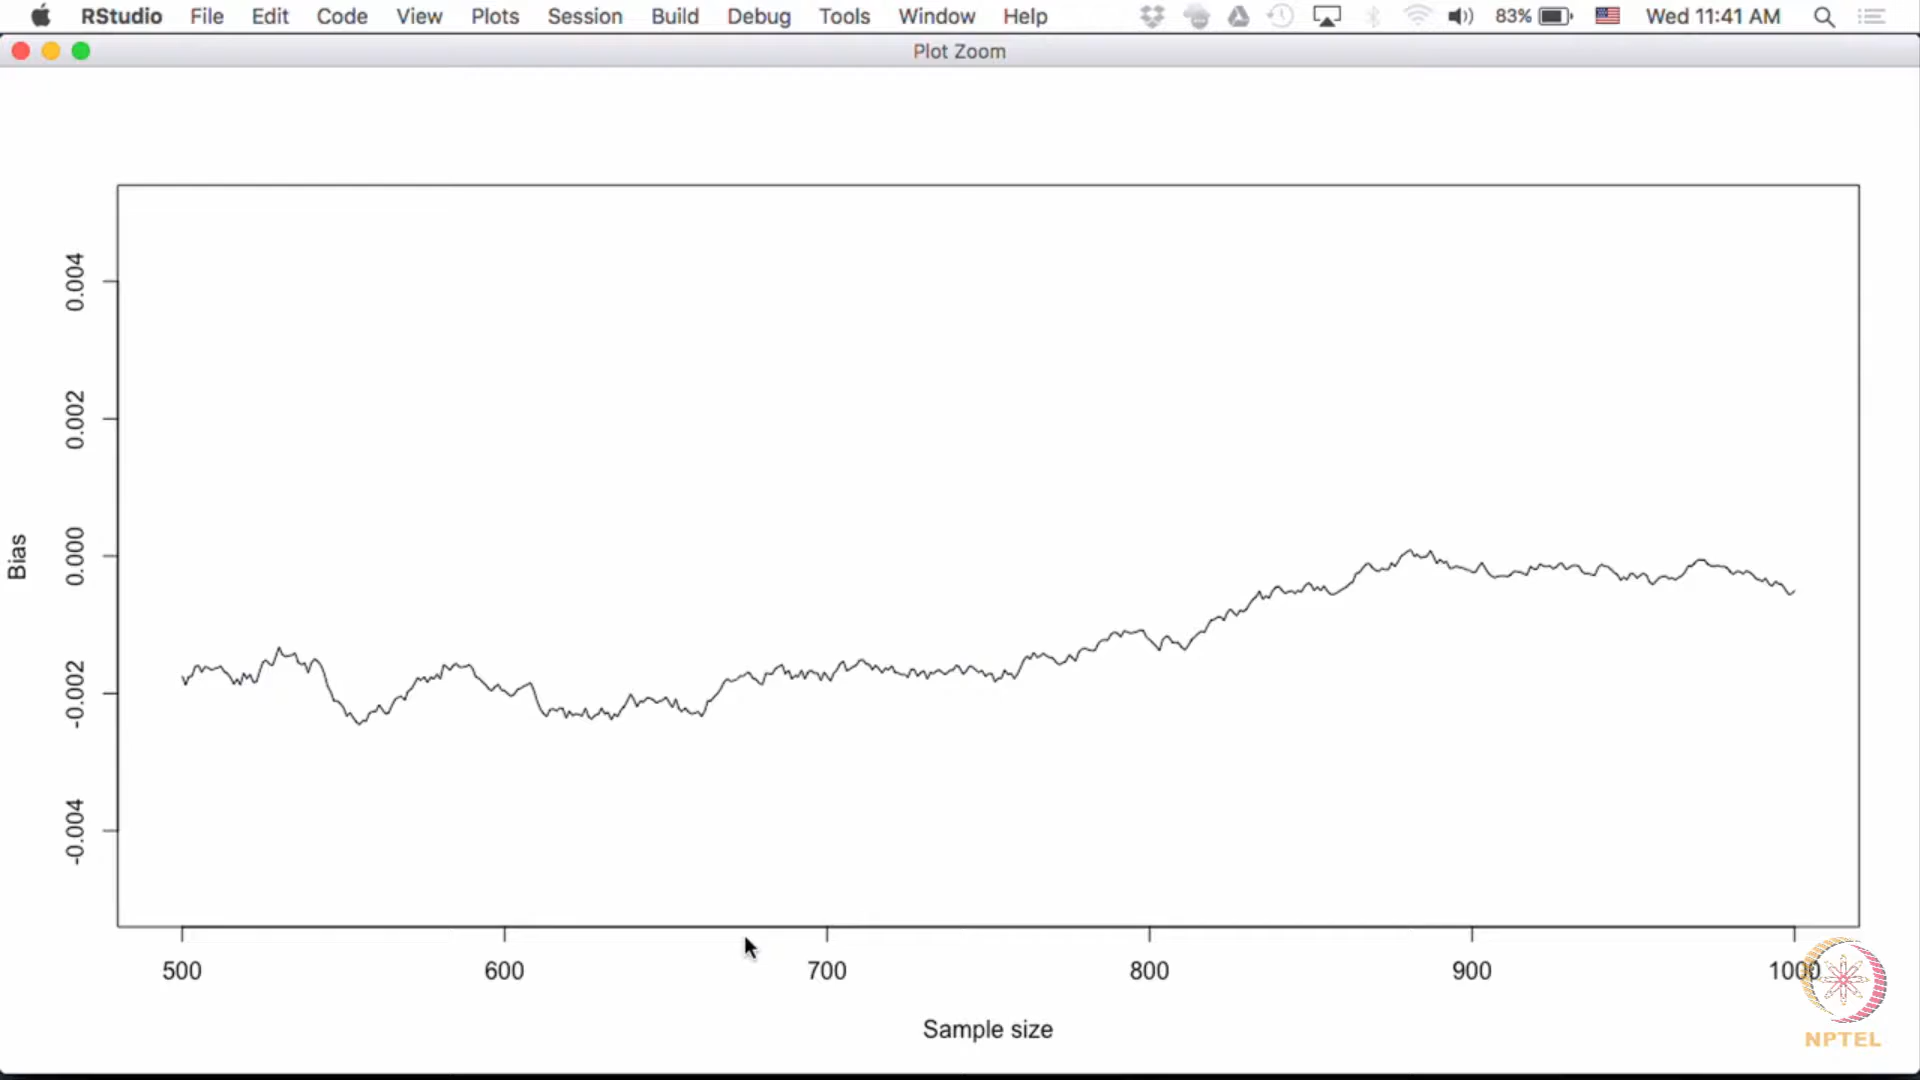 RStudio File Edit Code View Plots Session Build Debug Tools Window Help 83% Wed 11:41 AM
Plot Zoom
0.004
0.002
0.000
-0.002
-0.004
Bias
500 600 700 800 900 1000
Sample size
NPTEL